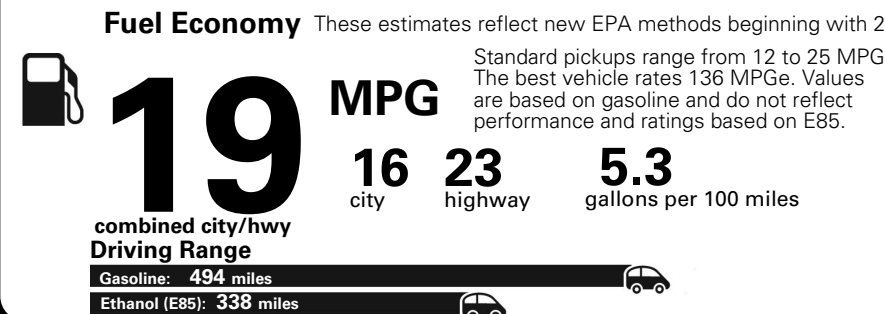 Fuel Economy These estimates reflect new EPA methods beginning with 2
Standard pickups range from 12 to 25 MPG
The best vehicle rates 136 MPGe. Values
are based on gasoline and do not reflect
performance and ratings based on E85.
19 MPG
16 city
23 highway
5.3 gallons per 100 miles
combined city/hwy
Driving Range
Gasoline: 494 miles
Ethanol (E85): 338 miles